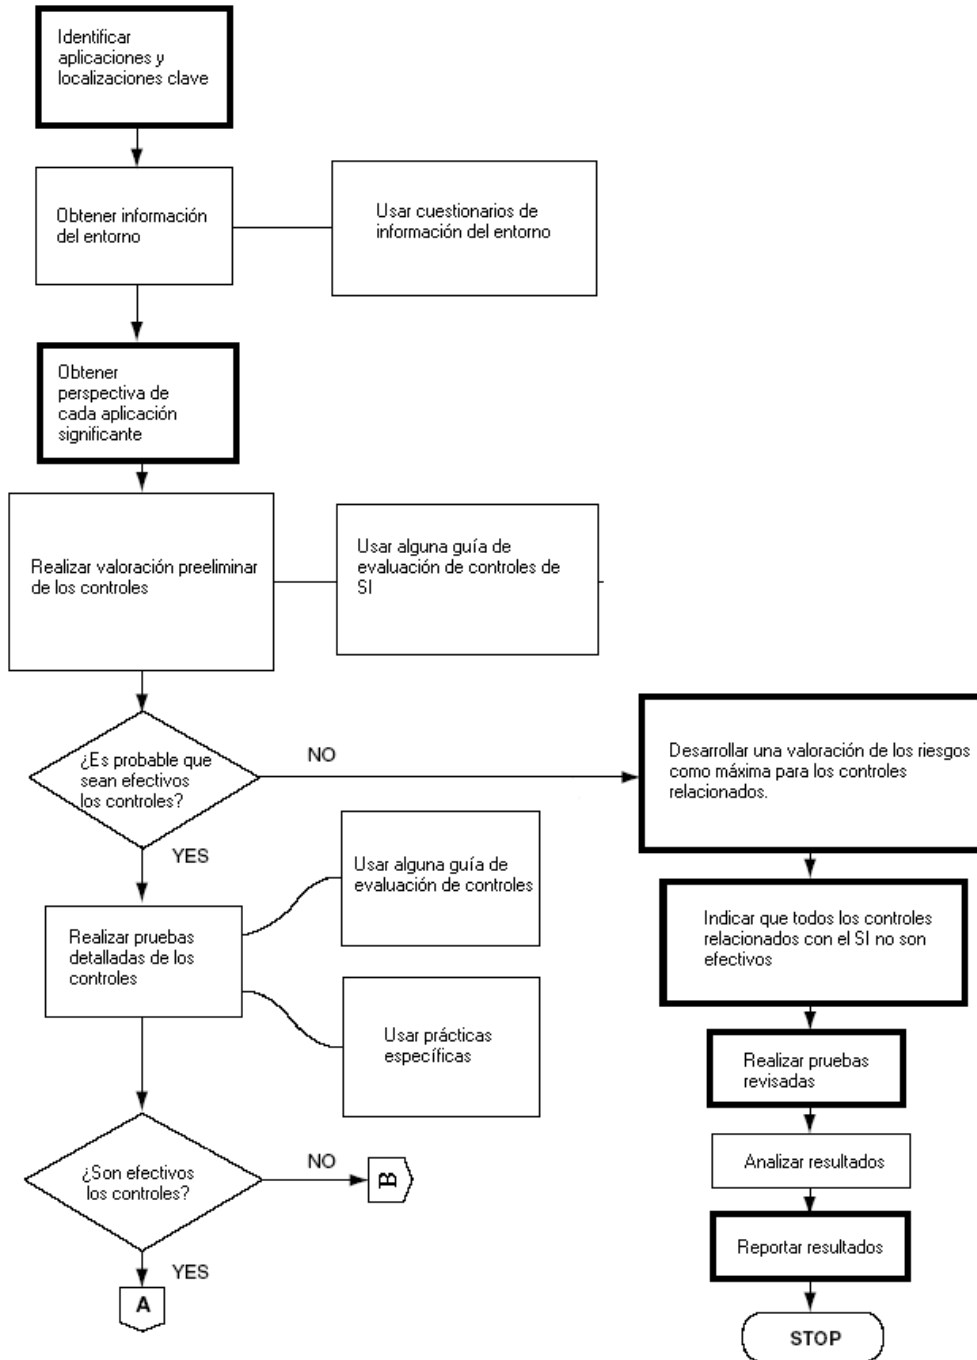 Identificar
aplicaciones y
localizaciones clave
Obtener información
del entorno
Usar cuestionarios de
información del entorno
Obtener
perspectiva de
cada aplicación
significante
Realizar valoración preeliminar
de los controles
Usar alguna guía de
evaluación de controles de
SI
¿Es probable que
sean efectivos
los controles?
NO
Desarrollar una valoración de los riesgos
como máxima para los controles
relacionados.
YES
Usar alguna guía de
evaluación de controles
Realizar pruebas
detalladas de los
controles
Indicar que todos los controles
relacionados con el SI no son
efectivos
Usar prácticas
específicas
Realizar pruebas
revisadas
¿Son efectivos
los controles?
NO
B
Analizar resultados
Reportar resultados
YES
A
STOP